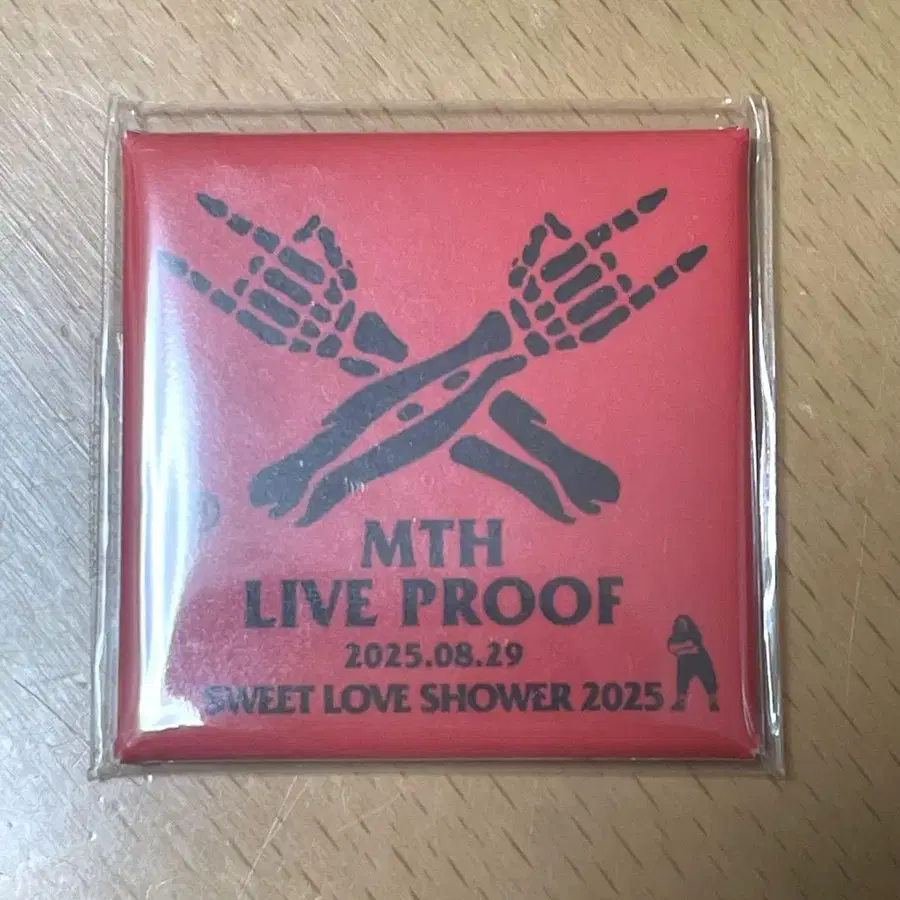 MTH
LIVE PROOF
2025.08.29
SWEET LOVE SHOWER 2025